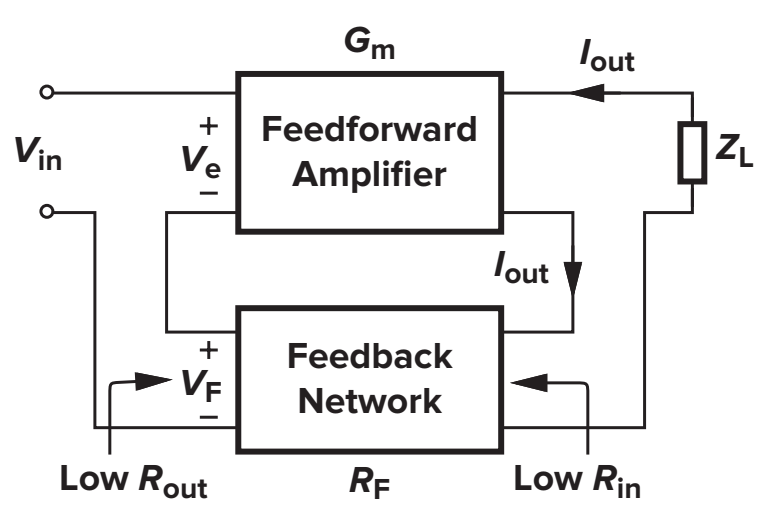 Gm
Iout
+
Feedforward
Vin
Ve
Amplifier
ZL
−
Iout
+
Feedback
VF
Network
−
Low Rout
RF
Low Rin